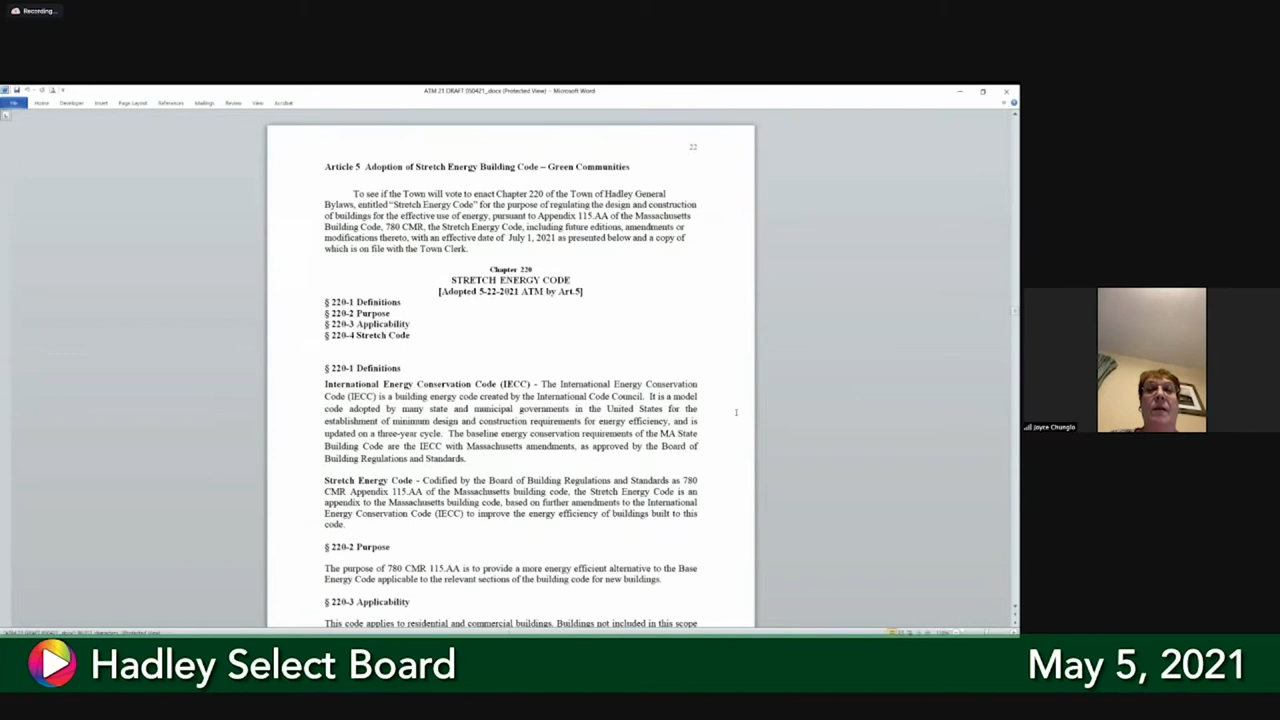 Recording...
ATM 21 DRAFT 050421_.docx (Protected View) - Microsoft Word
File Home Developer Insert Page Layout References Mailings Review View Acrobat
22
Article 5 Adoption of Stretch Energy Building Code – Green Communities
To see if the Town will vote to enact Chapter 220 of the Town of Hadley General
Bylaws, entitled “Stretch Energy Code” for the purpose of regulating the design and construction
of buildings for the effective use of energy, pursuant to Appendix 115.AA of the Massachusetts
Building Code, 780 CMR, the Stretch Energy Code, including future editions, amendments or
modifications thereto, with an effective date of July 1, 2021 as presented below and a copy of
which is on file with the Town Clerk.
Chapter 220
STRETCH ENERGY CODE
[Adopted 5-22-2021 ATM by Art.5]
§ 220-1 Definitions
§ 220-2 Purpose
§ 220-3 Applicability
§ 220-4 Stretch Code
§ 220-1 Definitions
International Energy Conservation Code (IECC) - The International Energy Conservation
Code (IECC) is a building energy code created by the International Code Council. It is a model
code adopted by many state and municipal governments in the United States for the
establishment of minimum design and construction requirements for energy efficiency, and is
updated on a three-year cycle. The baseline energy conservation requirements of the MA State
Building Code are the IECC with Massachusetts amendments, as approved by the Board of
Building Regulations and Standards.
Stretch Energy Code - Codified by the Board of Building Regulations and Standards as 780
CMR Appendix 115.AA of the Massachusetts building code, the Stretch Energy Code is an
appendix to the Massachusetts building code, based on further amendments to the International
Energy Conservation Code (IECC) to improve the energy efficiency of buildings built to this
code.
§ 220-2 Purpose
The purpose of 780 CMR 115.AA is to provide a more energy efficient alternative to the Base
Energy Code applicable to the relevant sections of the building code for new buildings.
§ 220-3 Applicability
This code applies to residential and commercial buildings. Buildings not included in this scope
Joyce Chunglo
Hadley Select Board
May 5, 2021